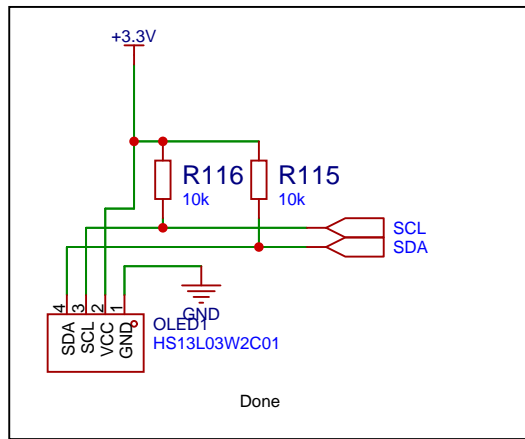 +3.3V
R116
10k
R115
10k
SCL
SDA
GND
4
3
2
1
SDA
SCL
VCC
GND
OLED1
HS13L03W2C01
Done